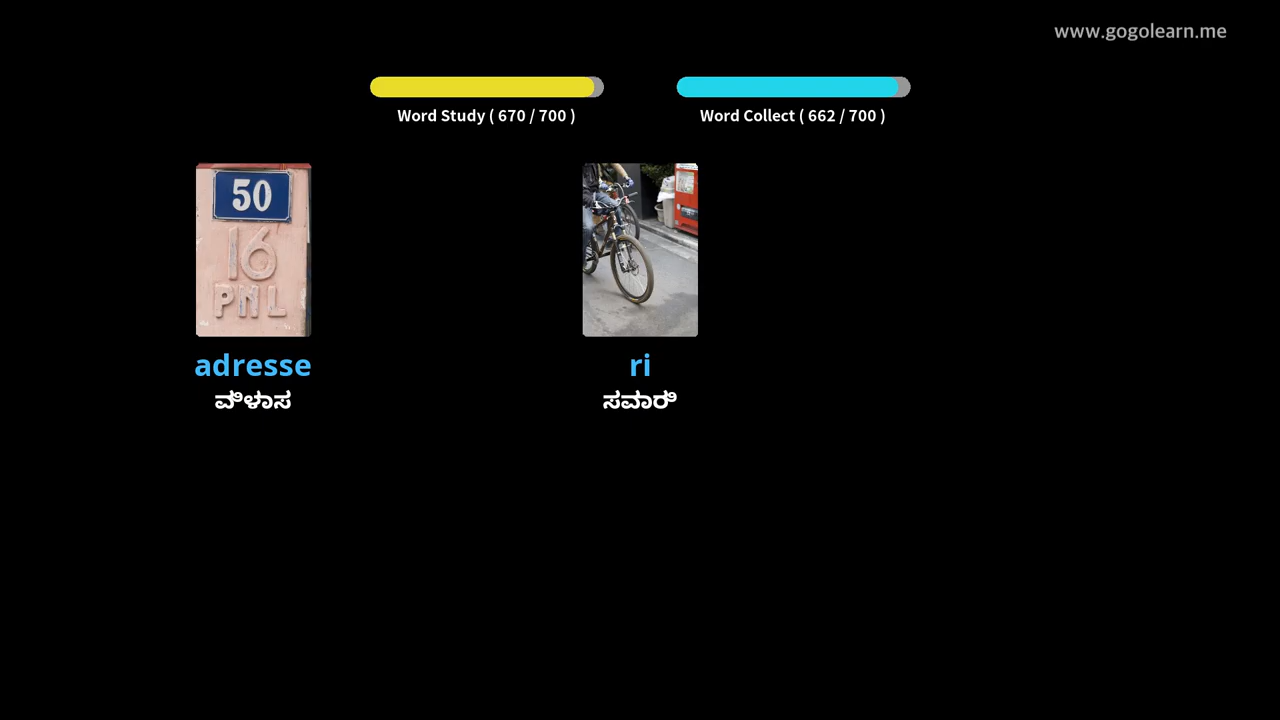 www.gogolearn.me
Word Study ( 670 / 700 )
Word Collect ( 662 / 700 )
50
16
PNL
adresse
ri
ವಿಳಾಸ
ಸವಾರಿ